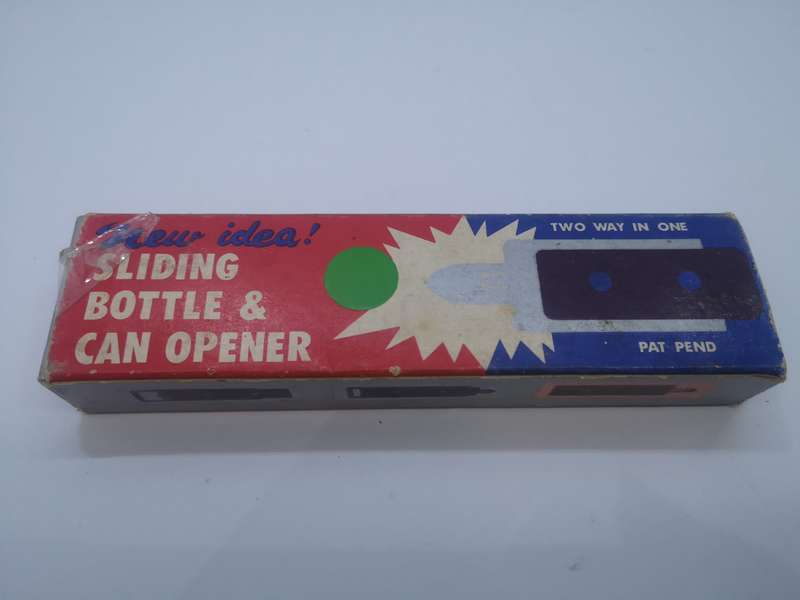 New idea!
SLIDING
BOTTLE &
CAN OPENER
TWO WAY IN ONE
PAT PEND